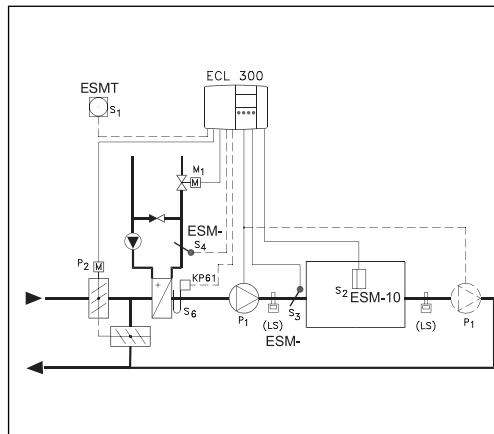 ECL 300
ESMT
S1
M1
M
ESM-
S4
P2
M
KP61
S6
S2
ESM-10
S3
P1
(LS)
ESM-
(LS)
P1